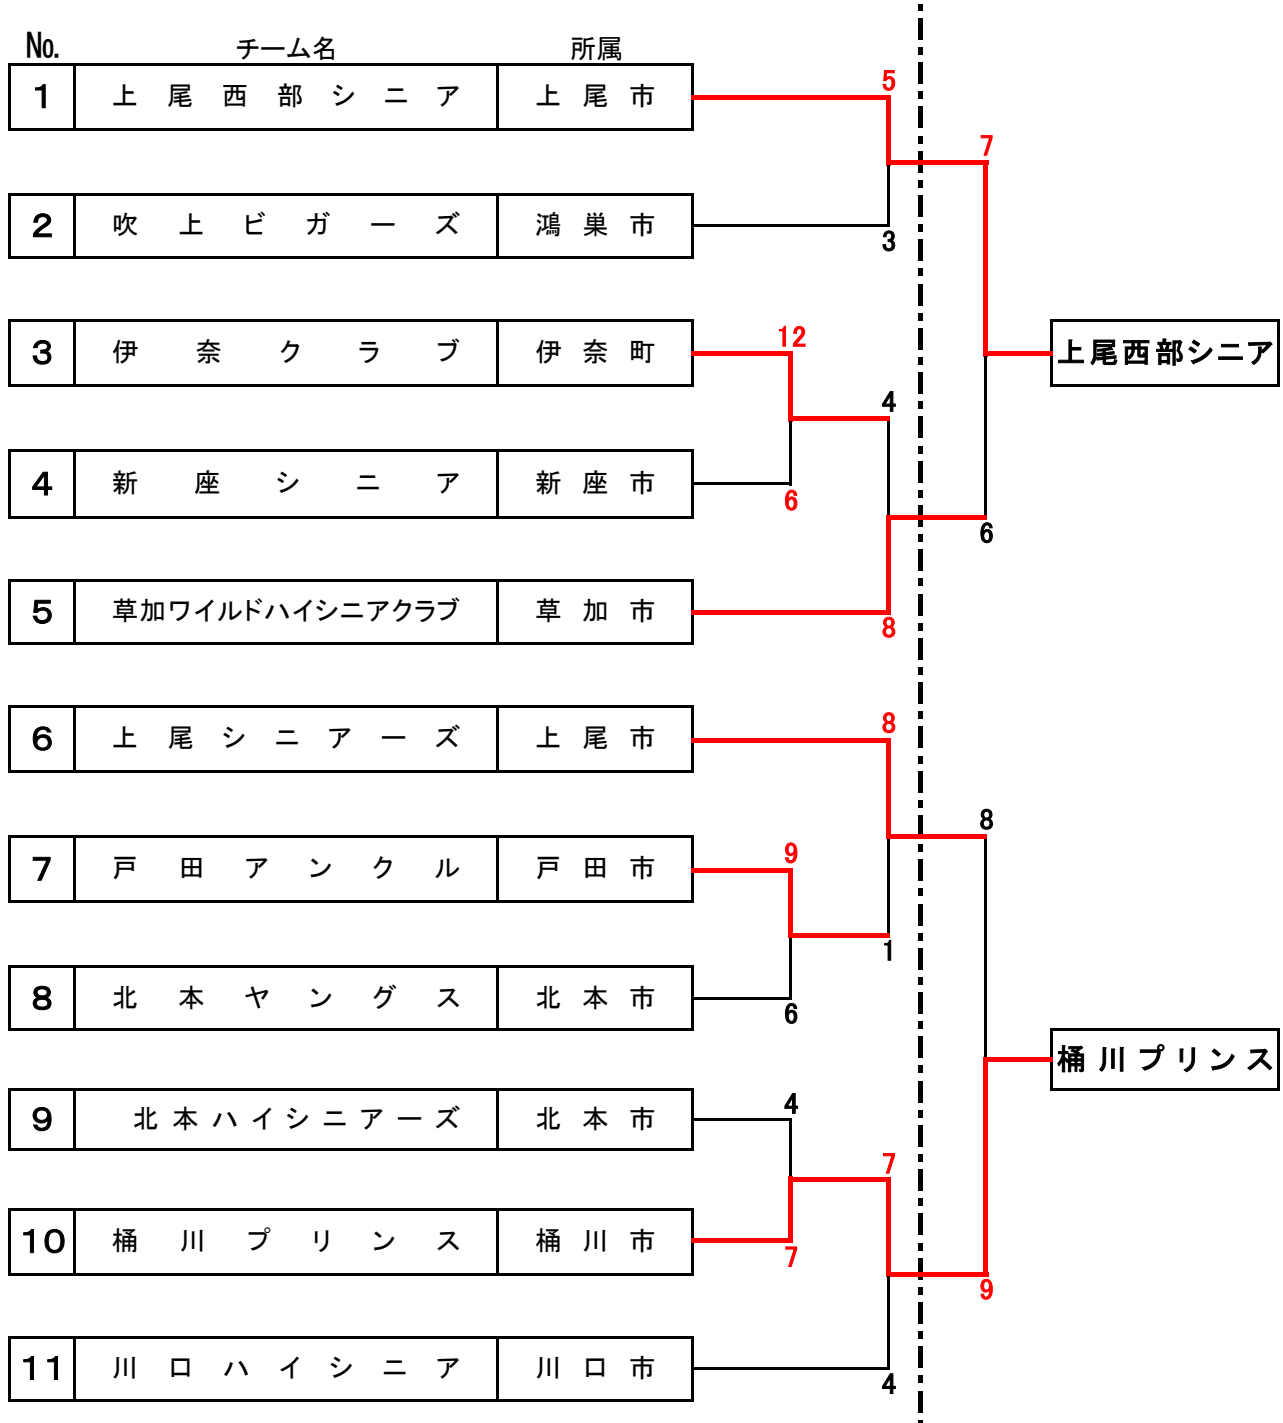 No. チーム名 所属
5
1 上尾西部シニア 上尾市
7
2 吹上ビガーズ 鴻巣市
3
12
3 伊奈クラブ 伊奈町
上尾西部シニア
4
4 新座シニア 新座市
6
6
5 草加ワイルドハイシニアクラブ 草加市
8
8
6 上尾シニアーズ 上尾市
8
9
7 戸田アンクル 戸田市
1
8 北本ヤングス 北本市
6
桶川プリンス
4
9 北本ハイシニアーズ 北本市
7
10 桶川プリンス 桶川市
7
9
11 川口ハイシニア 川口市
4